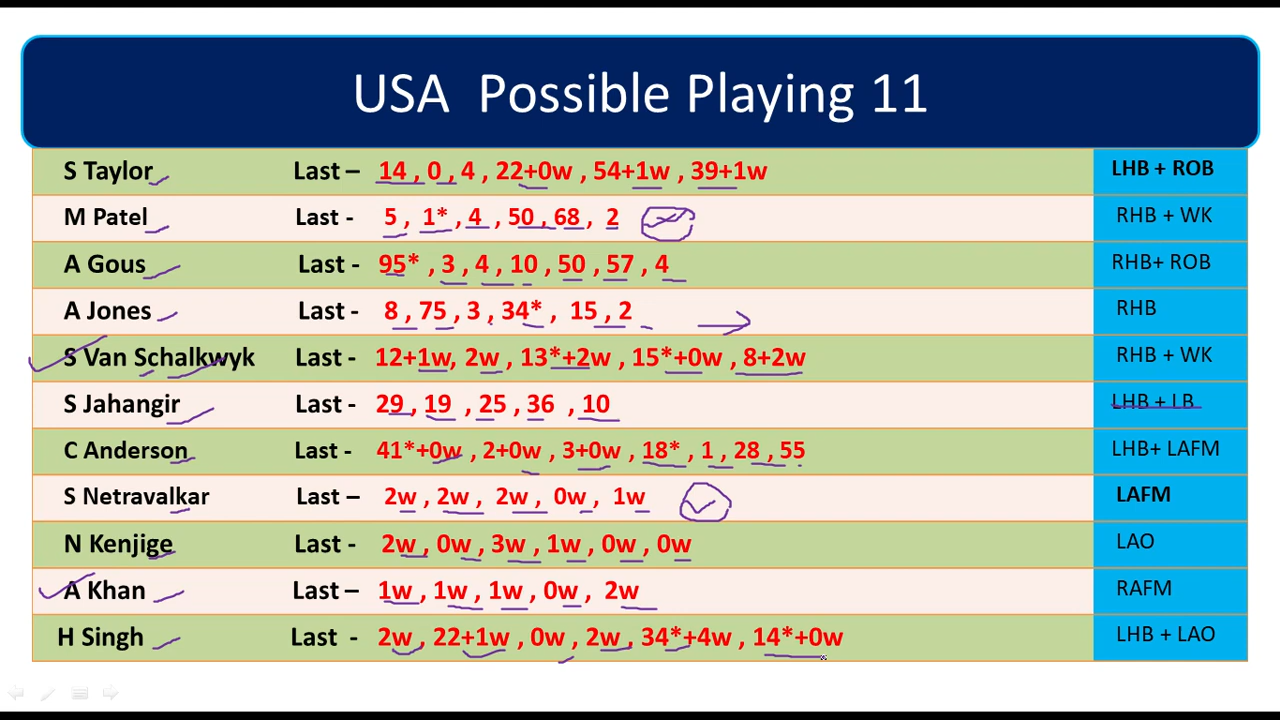 USA Possible Playing 11
S Taylor Last – 14 , 0 , 4 , 22+0w , 54+1w , 39+1w LHB + ROB
M Patel Last - 5 , 1* , 4 , 50 , 68 , 2 RHB + WK
A Gous Last - 95* , 3 , 4 , 10 , 50 , 57 , 4 RHB+ ROB
A Jones Last - 8 , 75 , 3 , 34* , 15 , 2 RHB
S Van Schalkwyk Last - 12+1w, 2w , 13*+2w , 15*+0w , 8+2w RHB + WK
S Jahangir Last - 29 , 19 , 25 , 36 , 10 LHB + LB
C Anderson Last - 41*+0w , 2+0w , 3+0w , 18* , 1 , 28 , 55 LHB+ LAFM
S Netravalkar Last – 2w , 2w , 2w , 0w , 1w LAFM
N Kenjige Last - 2w , 0w , 3w , 1w , 0w , 0w LAO
A Khan Last – 1w , 1w , 1w , 0w , 2w RAFM
H Singh Last - 2w , 22+1w , 0w , 2w , 34*+4w , 14*+0w LHB + LAO